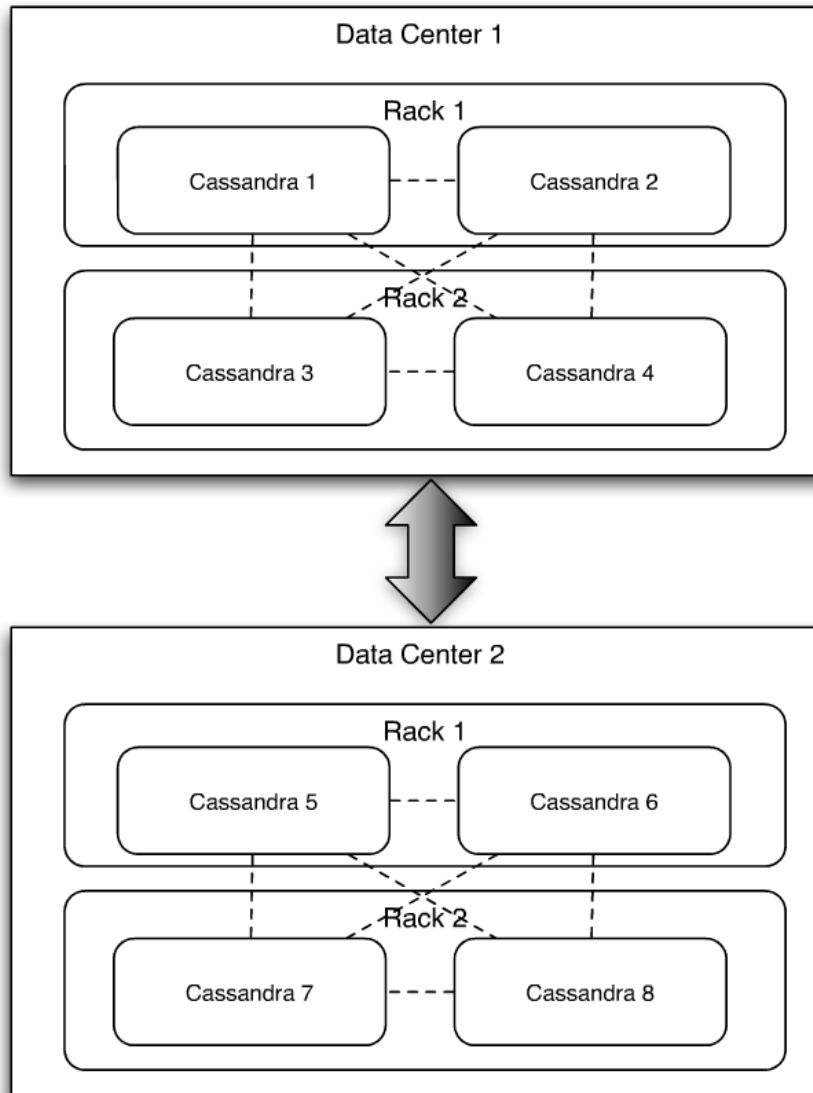 Data Center 1
Rack 1
Cassandra 1
Cassandra 2
Rack 2
Cassandra 3
Cassandra 4
Data Center 2
Rack 1
Cassandra 5
Cassandra 6
Rack 2
Cassandra 7
Cassandra 8